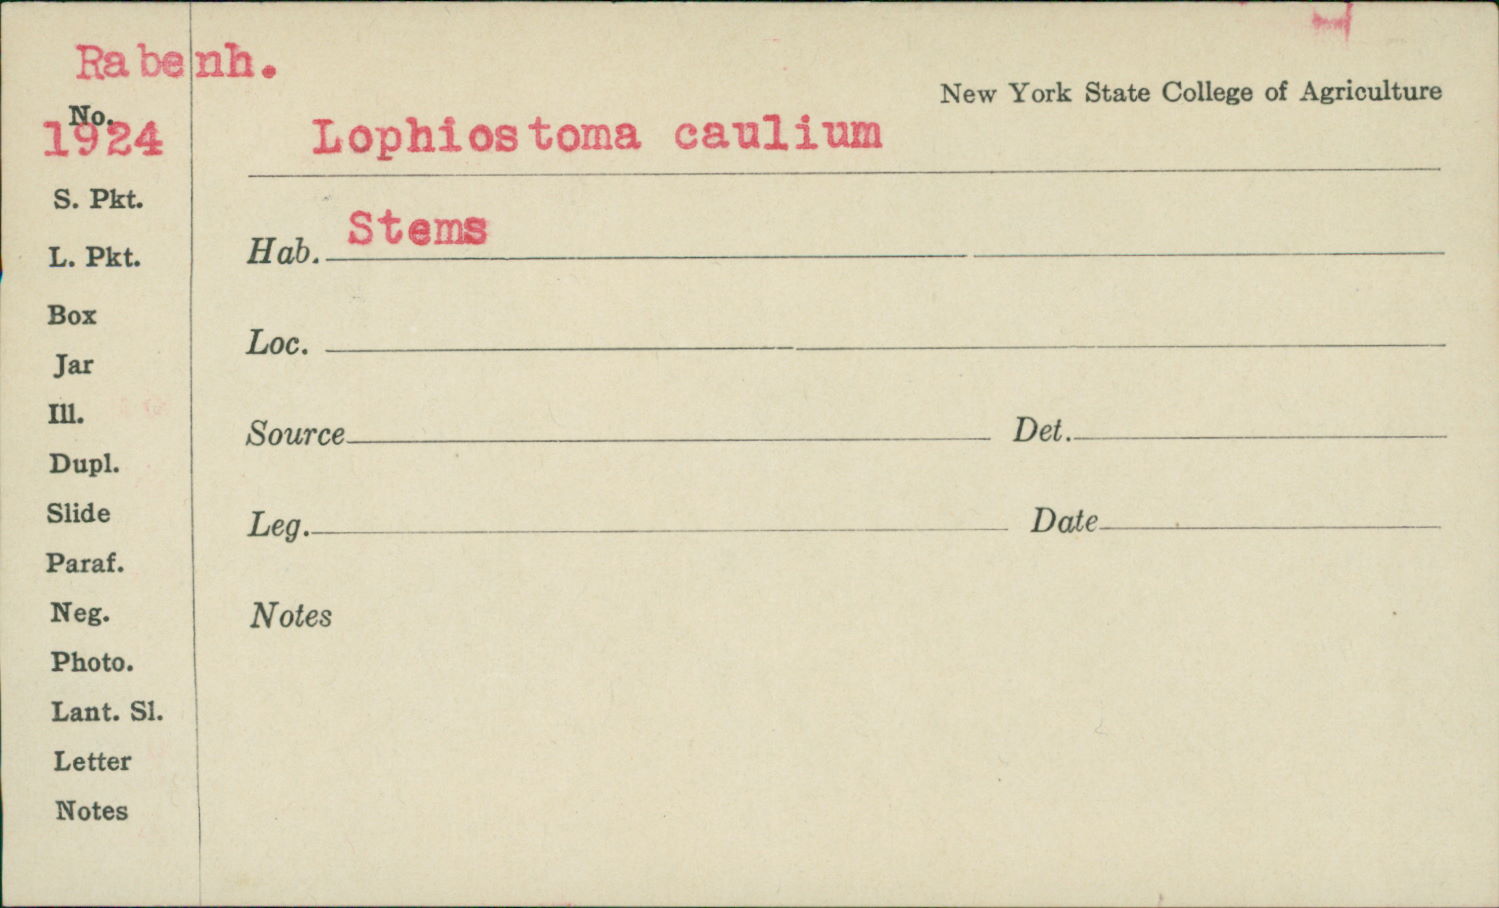 Rabenh.
New York State College of Agriculture
No.
1924
Lophiostoma caulium
S. Pkt.
Hab. Stems
L. Pkt.
Box
Loc.
Jar
Ill.
Source Det.
Dupl.
Slide
Leg. Date
Paraf.
Neg.
Notes
Photo.
Lant. Sl.
Letter
Notes